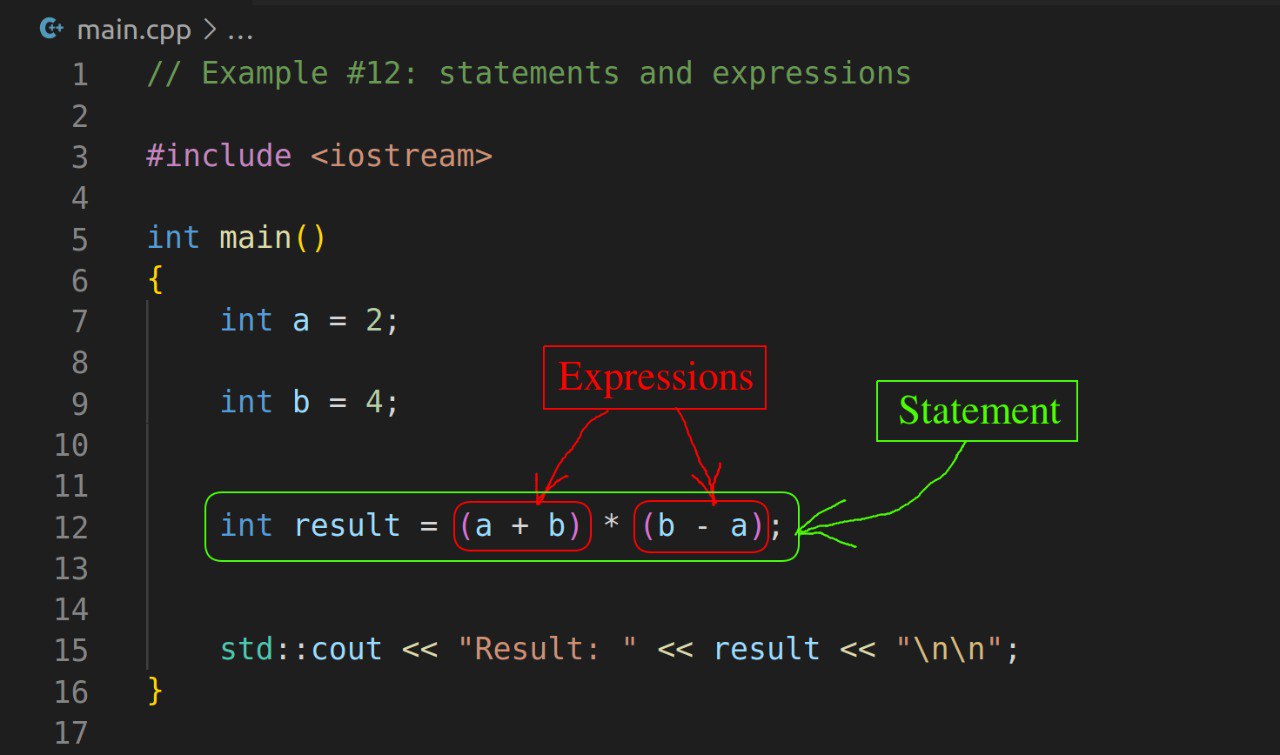 main.cpp > ...
1 // Example #12: statements and expressions
2
3 #include <iostream>
4
5 int main()
6 {
7     int a = 2;
8
Expressions
9     int b = 4;
Statement
10
11
12     int result = (a + b) * (b - a);
13
14
15     std::cout << "Result: " << result << "\n\n";
16 }
17